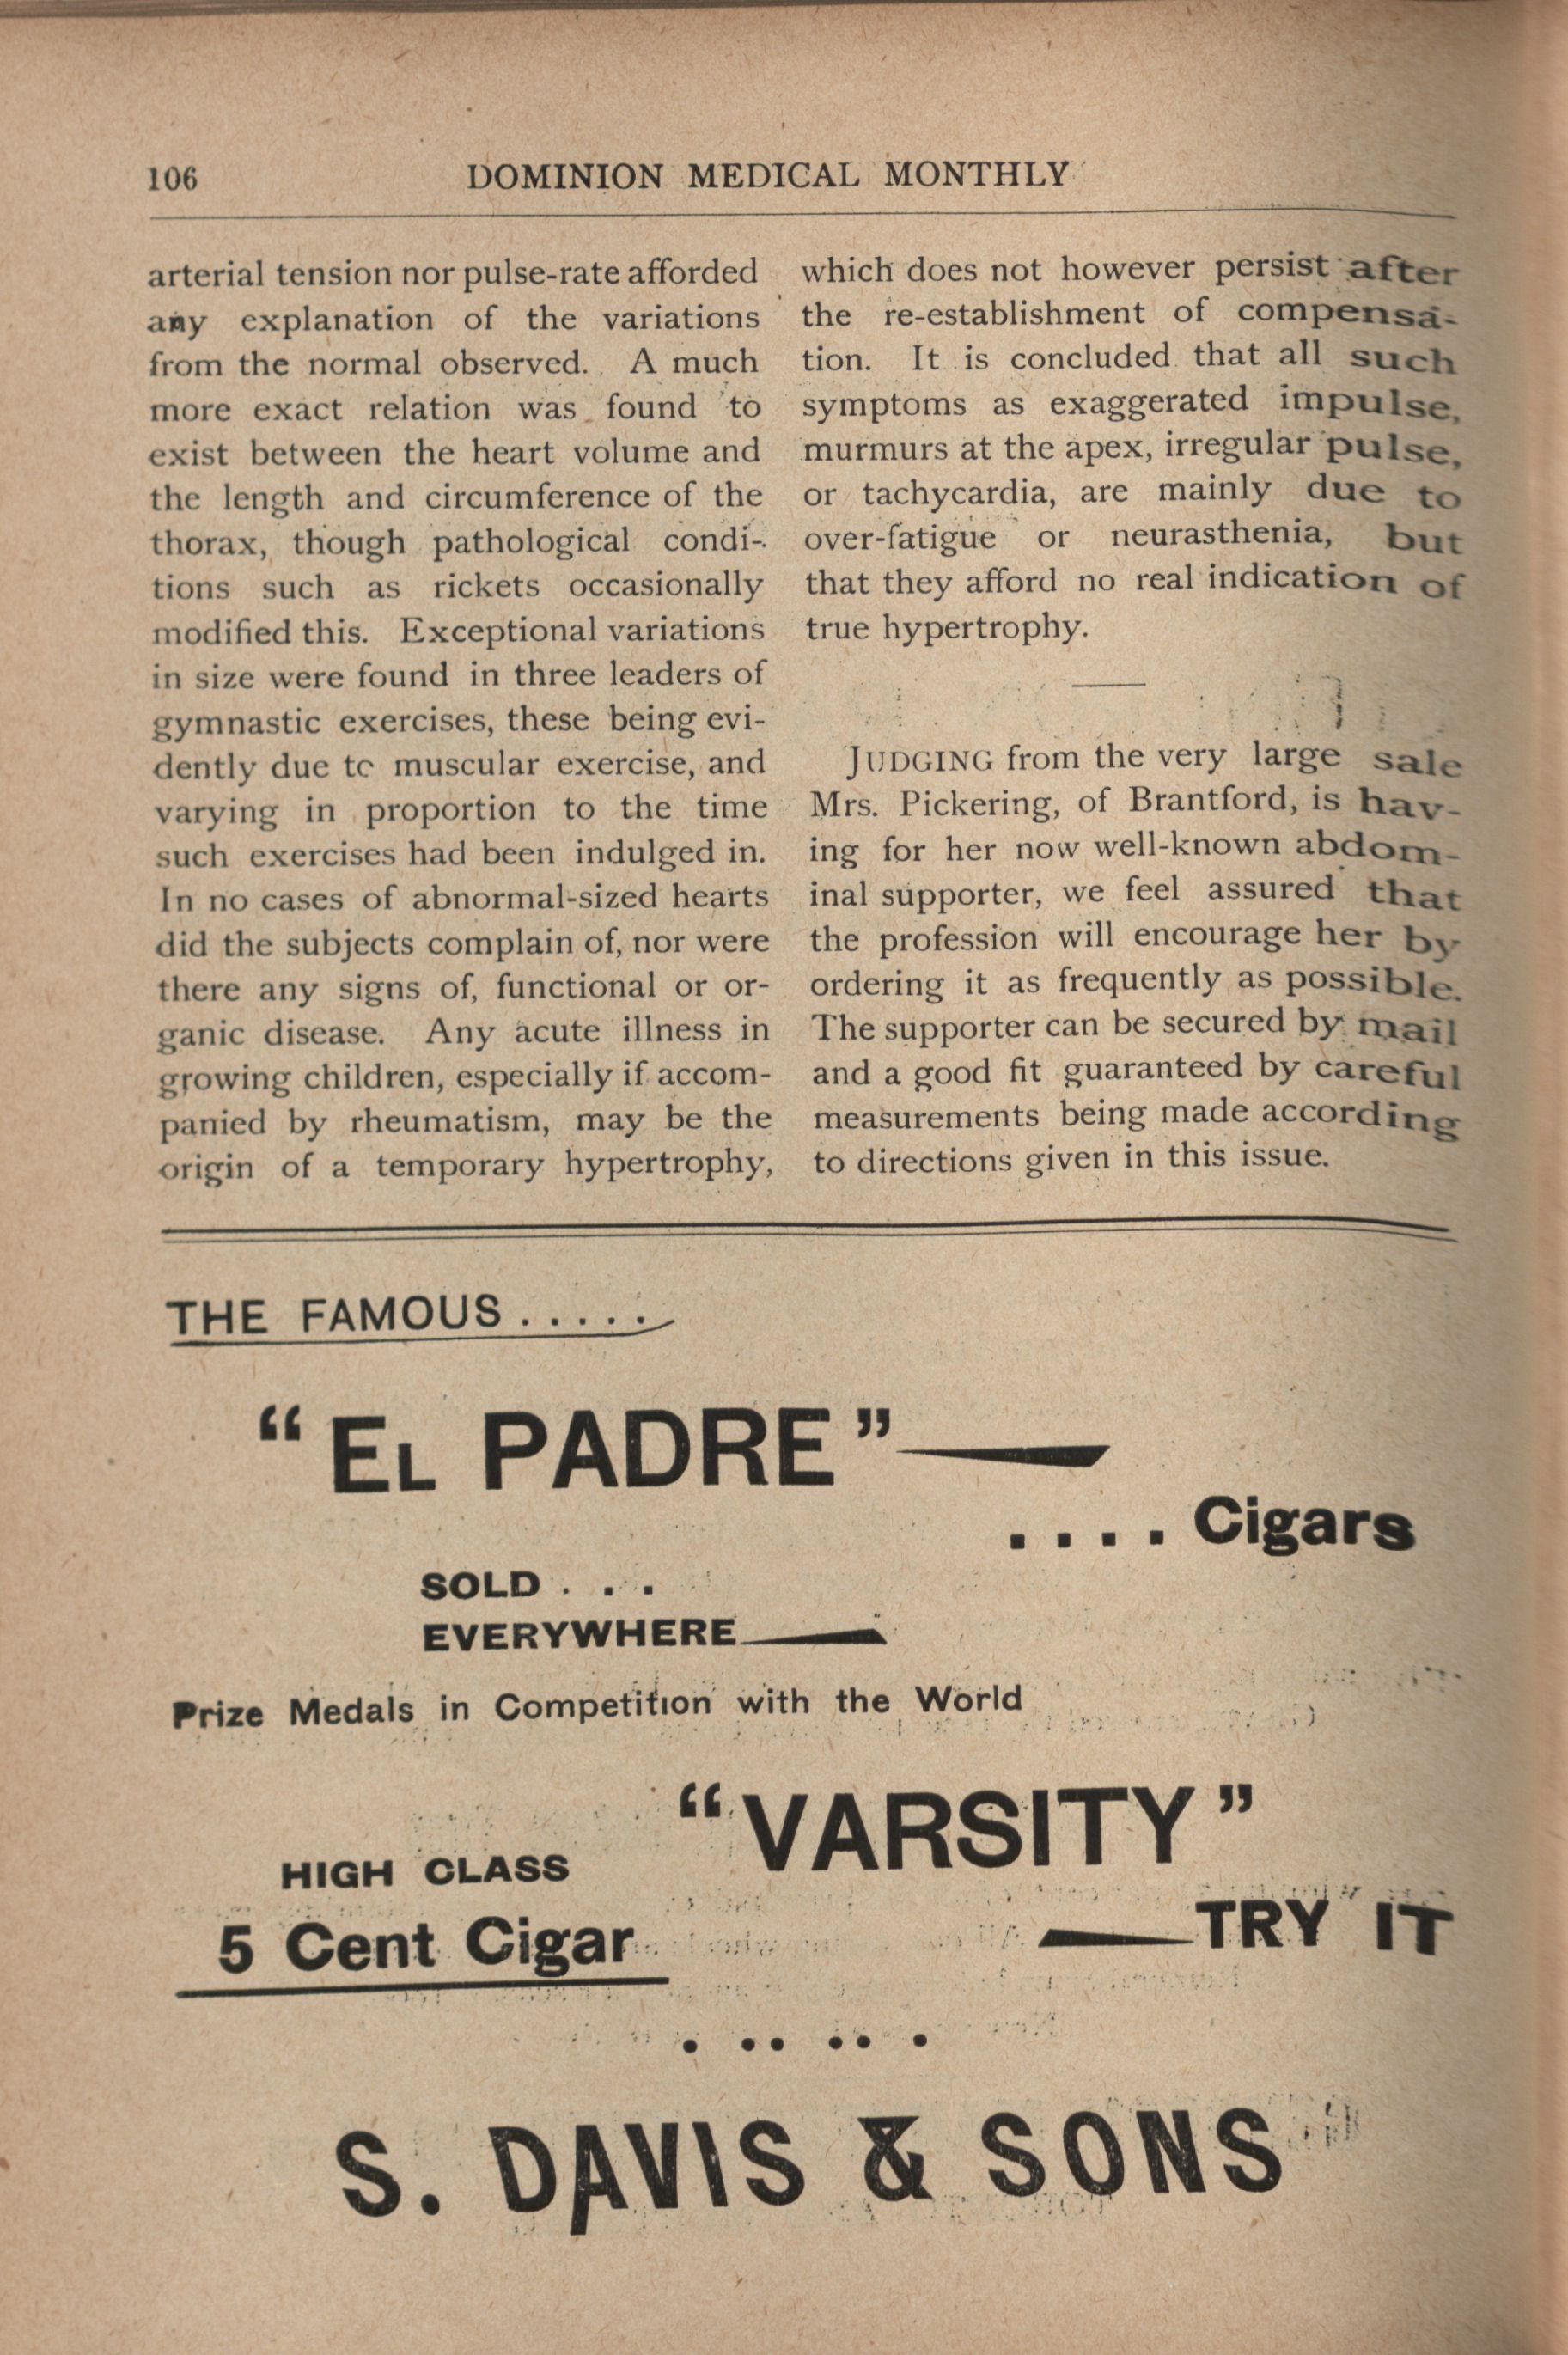 106
DOMINION MEDICAL MONTHLY
arterial tension nor pulse-rate afforded
any explanation of the variations
from the normal observed. A much
more exact relation was found to
exist between the heart volume and
the length and circumference of the
thorax, though pathological condi-
tions such as rickets occasionally
modified this. Exceptional variations
in size were found in three leaders of
gymnastic exercises, these being evi-
dently due to muscular exercise, and
varying in proportion to the time
such exercises had been indulged in.
In no cases of abnormal-sized hearts
did the subjects complain of, nor were
there any signs of, functional or or-
ganic disease. Any acute illness in
growing children, especially if accom-
panied by rheumatism, may be the
origin of a temporary hypertrophy,
which does not however persist after
the re-establishment of compensa-
tion. It is concluded that all such
symptoms as exaggerated impulse,
murmurs at the apex, irregular pulse,
or tachycardia, are mainly due to
over-fatigue or neurasthenia, but
that they afford no real indication of
true hypertrophy.
JUDGING from the very large sale
Mrs. Pickering, of Brantford, is hav-
ing for her now well-known abdom-
inal supporter, we feel assured that
the profession will encourage her by
ordering it as frequently as possible.
The supporter can be secured by mail
and a good fit guaranteed by careful
measurements being made according
to directions given in this issue.
THE FAMOUS.....
"EL PADRE"—
....Cigars
SOLD...
EVERYWHERE—
Prize Medals in Competition with the World
"VARSITY"
HIGH CLASS
5 Cent Cigar
—TRY IT
S. DAVIS & SONS